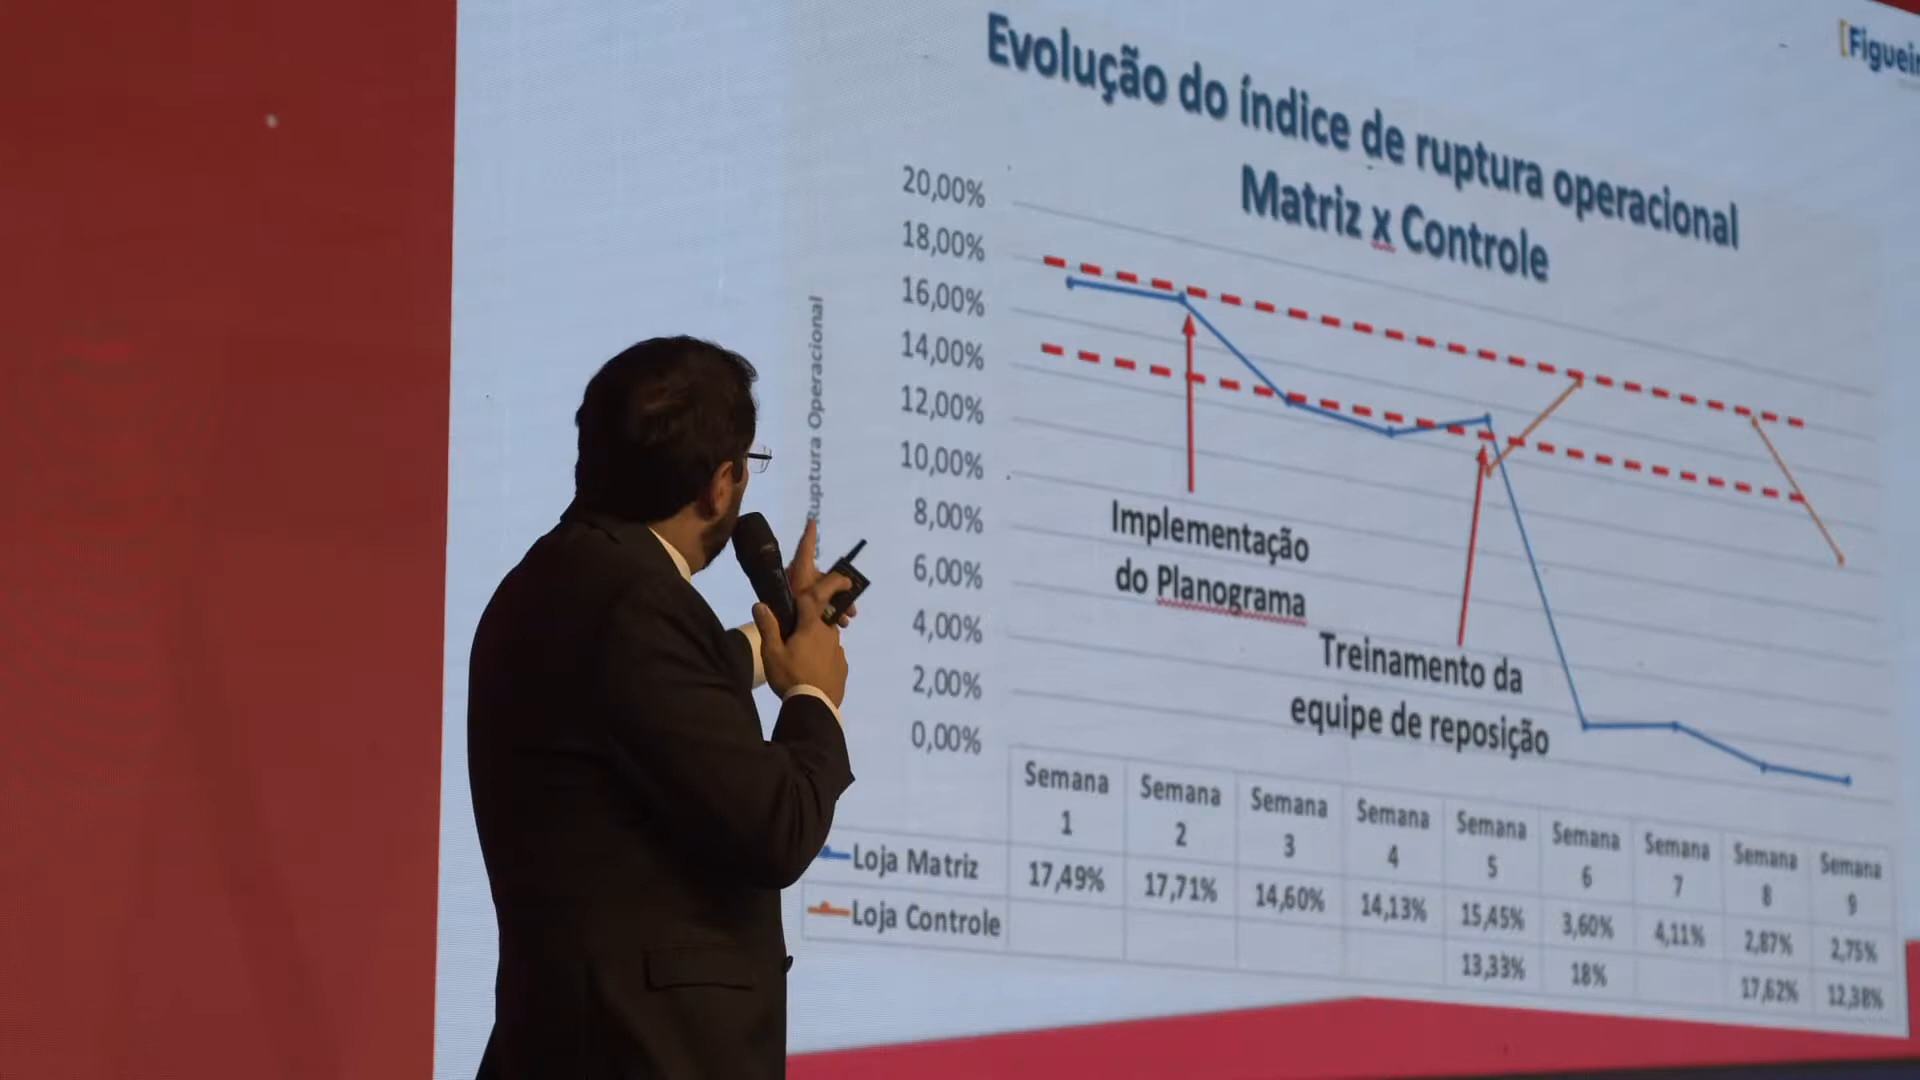 [Figueir
Evolução do índice de ruptura operacional
Matriz x Controle
20,00%
18,00%
16,00%
14,00%
12,00%
10,00%
8,00%
6,00%
4,00%
2,00%
0,00%
Ruptura Operacional
Implementação
do Planograma
Treinamento da
equipe de reposição
Semana 1 Semana 2 Semana 3 Semana 4 Semana 5 Semana 6 Semana 7 Semana 8 Semana 9
Loja Matriz 17,49% 17,71% 14,60% 14,13% 15,45% 3,60% 4,11% 2,87% 2,75%
Loja Controle 13,33% 18% 17,62% 12,38%